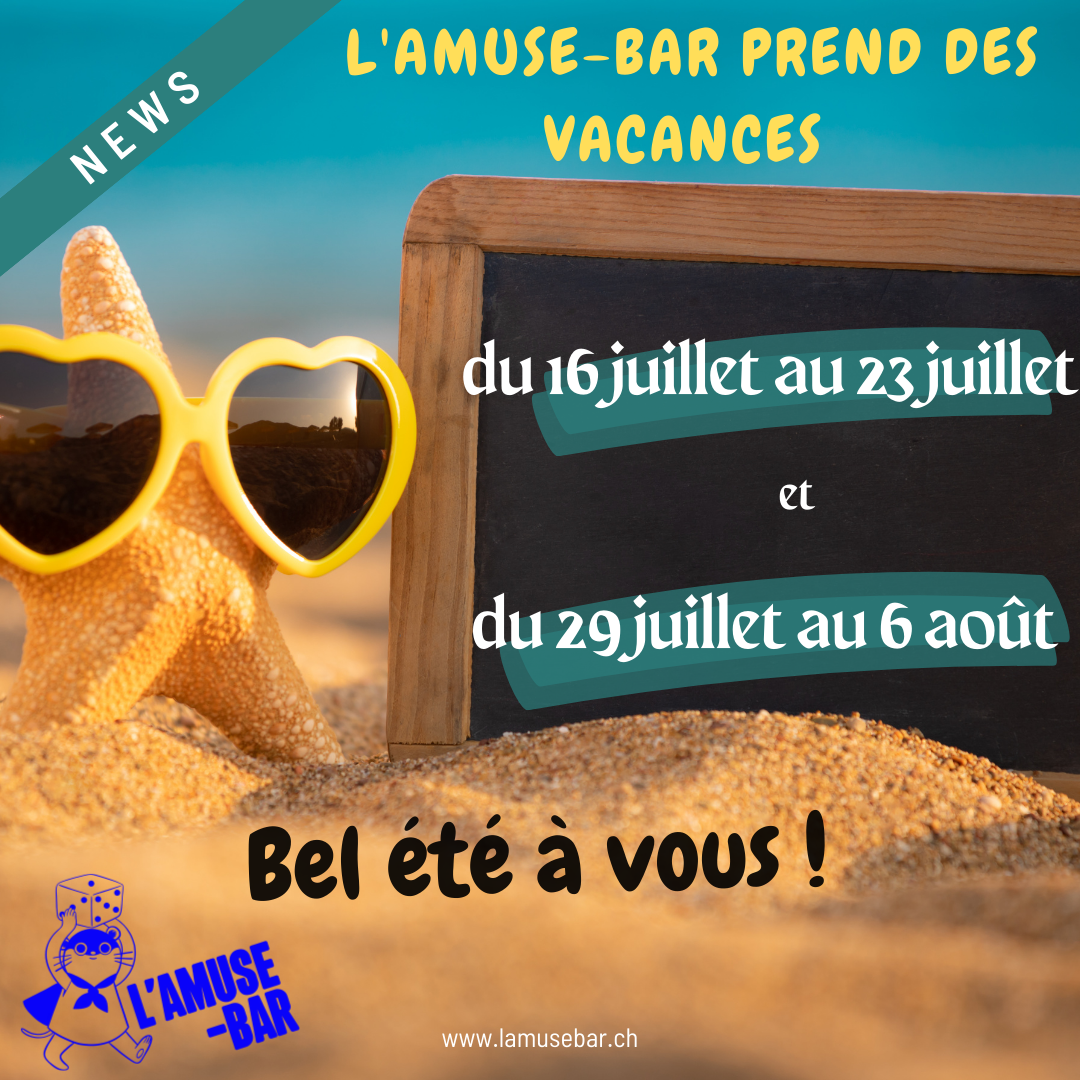 NEWS
L'AMUSE-BAR PREND DES
VACANCES
du 16 juillet au 23 juillet
et
du 29 juillet au 6 août
Bel été à vous !
L'AMUSE
-BAR
www.lamusebar.ch